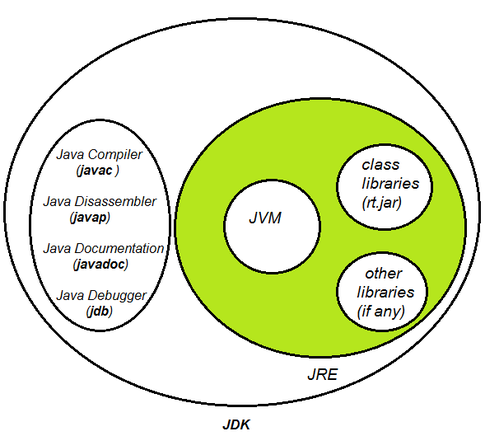 Java Compiler
(javac )
Java Disassembler
(javap)
Java Documentation
(javadoc)
Java Debugger
(jdb)
JVM
class
libraries
(rt.jar)
other
libraries
(if any)
JRE
JDK